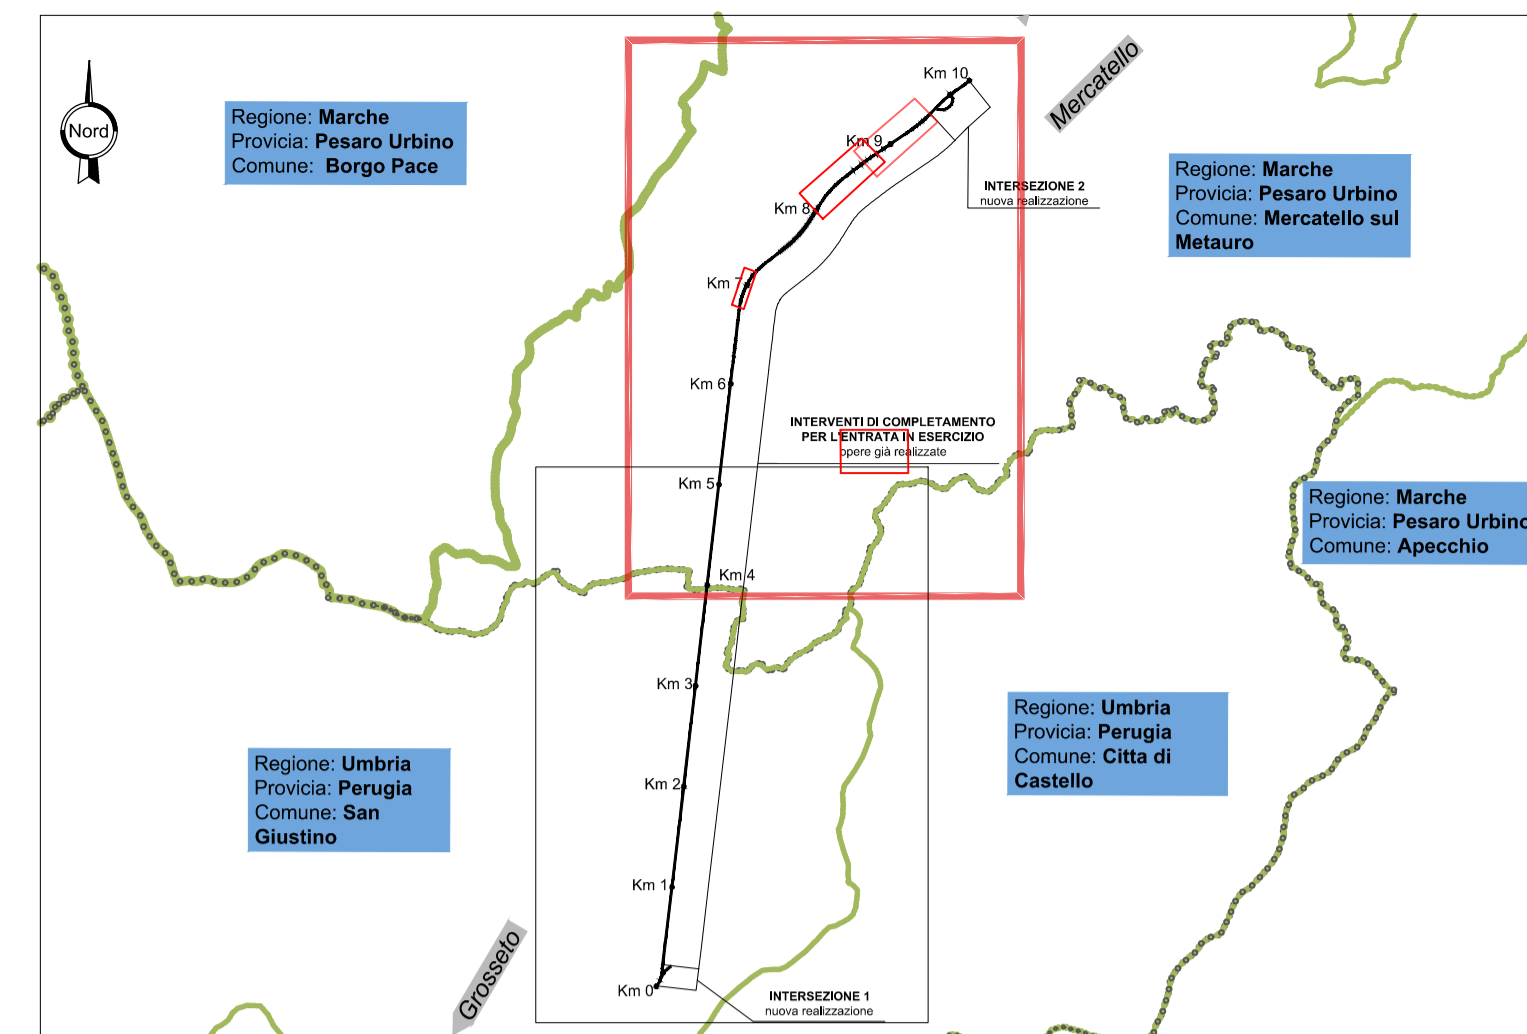 Mercatello
Km 10
Nord
Regione: Marche
Provicia: Pesaro Urbino
Comune: Borgo Pace
Km 9
Regione: Marche
Provicia: Pesaro Urbino
Comune: Mercatello sul
Metauro
INTERSEZIONE 2
nuova realizzazione
Km 8
Km 7
Km 6
INTERVENTI DI COMPLETAMENTO
PER L'ENTRATA IN ESERCIZIO
opere già realizzate
Km 5
Regione: Marche
Provicia: Pesaro Urbino
Comune: Apecchio
Km 4
Km 3
Regione: Umbria
Provicia: Perugia
Comune: Citta di
Castello
Regione: Umbria
Provicia: Perugia
Comune: San
Giustino
Km 2
Km 1
Grosseto
Km 0
INTERSEZIONE 1
nuova realizzazione